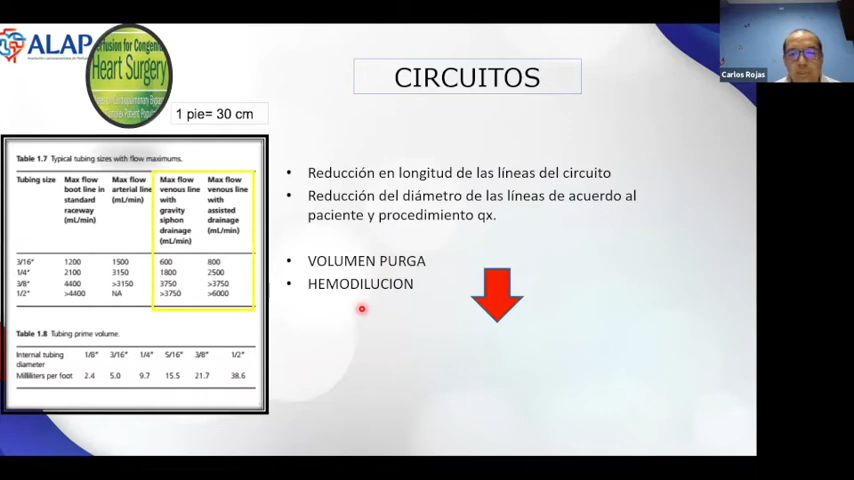 ALAP
Perfusion for Congenital
Heart Surgery
1 pie= 30 cm
CIRCUITOS
Carlos Rojas
Table 1.7 Typical tubing sizes with flow maximums.
Tubing size Max flow boot line in standard raceway (mL/min) Max flow arterial line (mL/min) Max flow venous line with gravity siphon drainage (mL/min) Max flow venous line with assisted drainage (mL/min)
3/16" 1200 1500 600 800
1/4" 2100 3150 1800 2500
3/8" 4400 >3150 3750 >3750
1/2" >4400 NA >3750 >6000
Table 1.8 Tubing prime volume.
Internal tubing diameter 1/8" 3/16" 1/4" 5/16" 3/8" 1/2"
Milliliters per foot 2.4 5.0 9.7 15.5 21.7 38.6
• Reducción en longitud de las líneas del circuito
• Reducción del diámetro de las líneas de acuerdo al
paciente y procedimiento qx.
• VOLUMEN PURGA
• HEMODILUCION